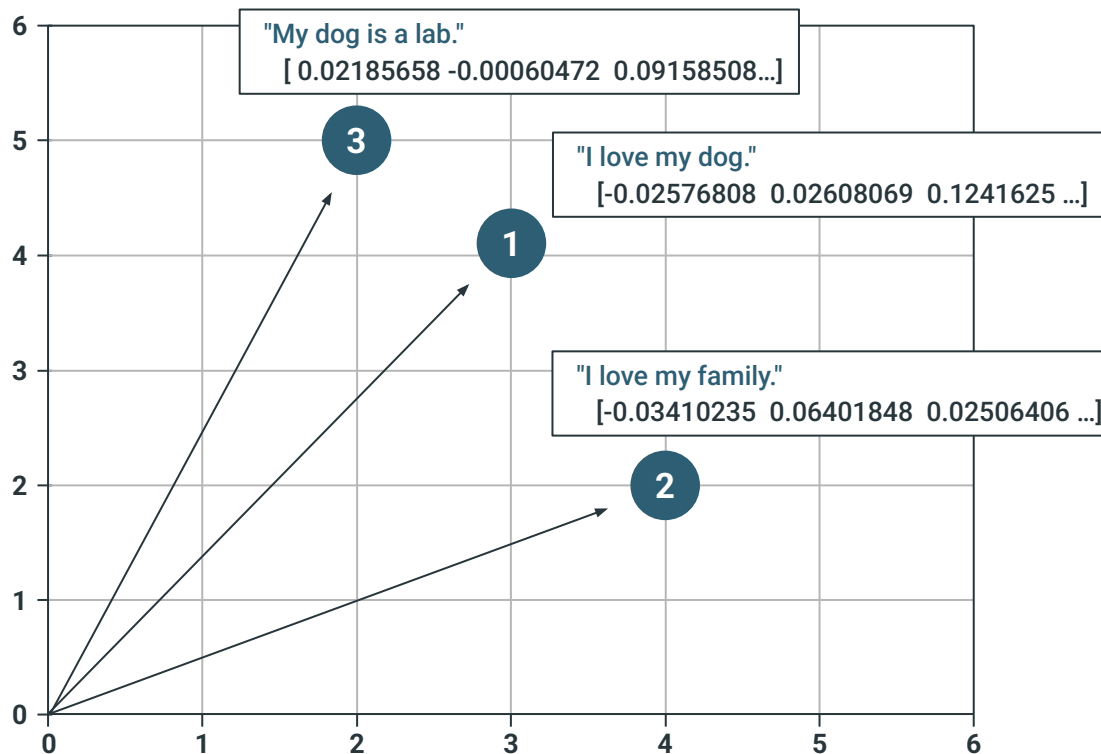 6
"My dog is a lab."
[ 0.02185658 -0.00060472 0.09158508...]
5
3
"I love my dog."
[-0.02576808 0.02608069 0.1241625 ...]
4
1
3
"I love my family."
[-0.03410235 0.06401848 0.02506406 ...]
2
2
1
0
0 1 2 3 4 5 6